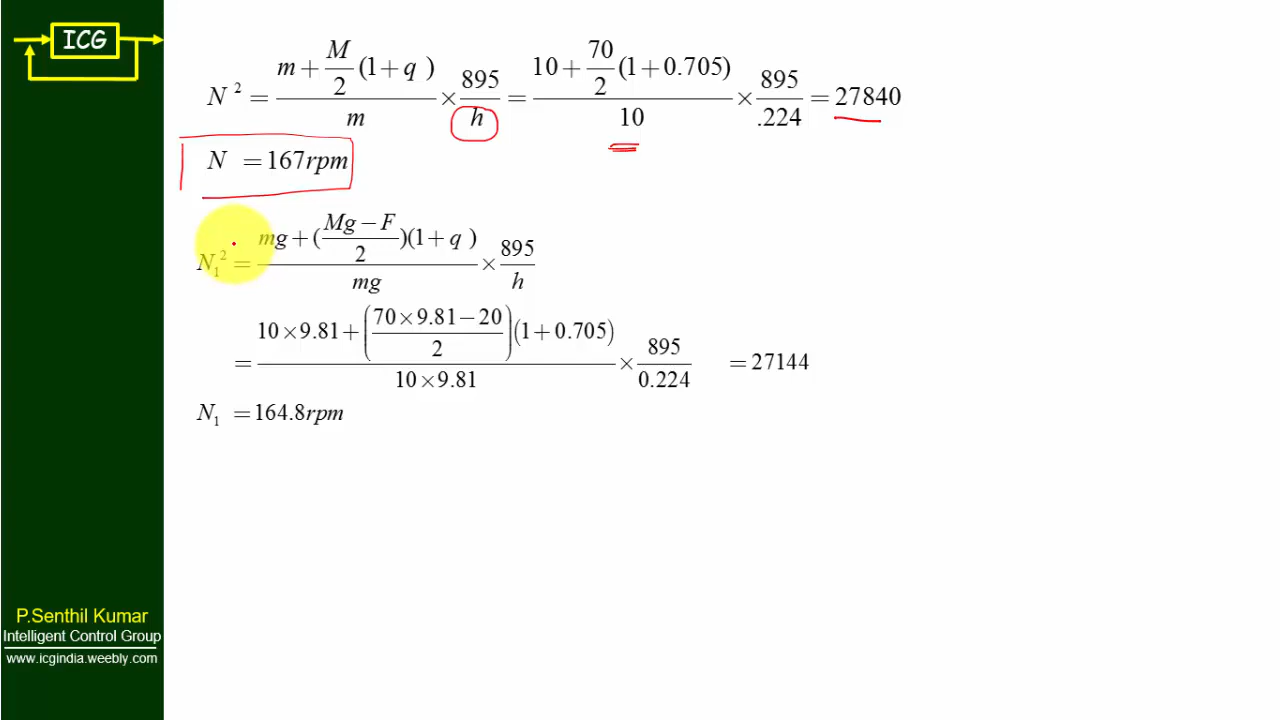 ICG
N ² = (m + M/2 (1 + q )) / m × 895/h = (10 + 70/2 (1 + 0.705)) / 10 × 895/.224 = 27840
N = 167rpm
N₁² = (mg + ((Mg − F)/2)(1 + q )) / mg × 895/h
= (10 × 9.81 + ((70 × 9.81 − 20)/2)(1 + 0.705)) / (10 × 9.81) × 895/0.224 = 27144
N₁ = 164.8rpm
P.Senthil Kumar
Intelligent Control Group
www.icgindia.weebly.com